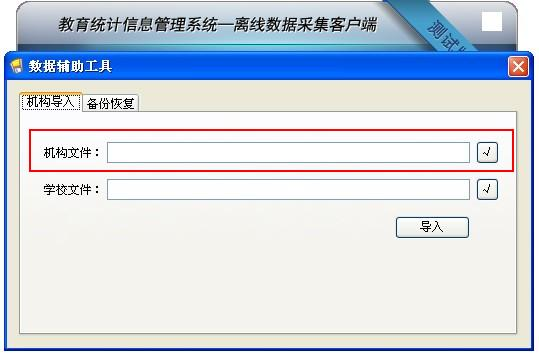 教育统计信息管理系统—离线数据采集客户端
测试
数据辅助工具
机构导入 备份恢复
机构文件： √
学校文件： √
导入